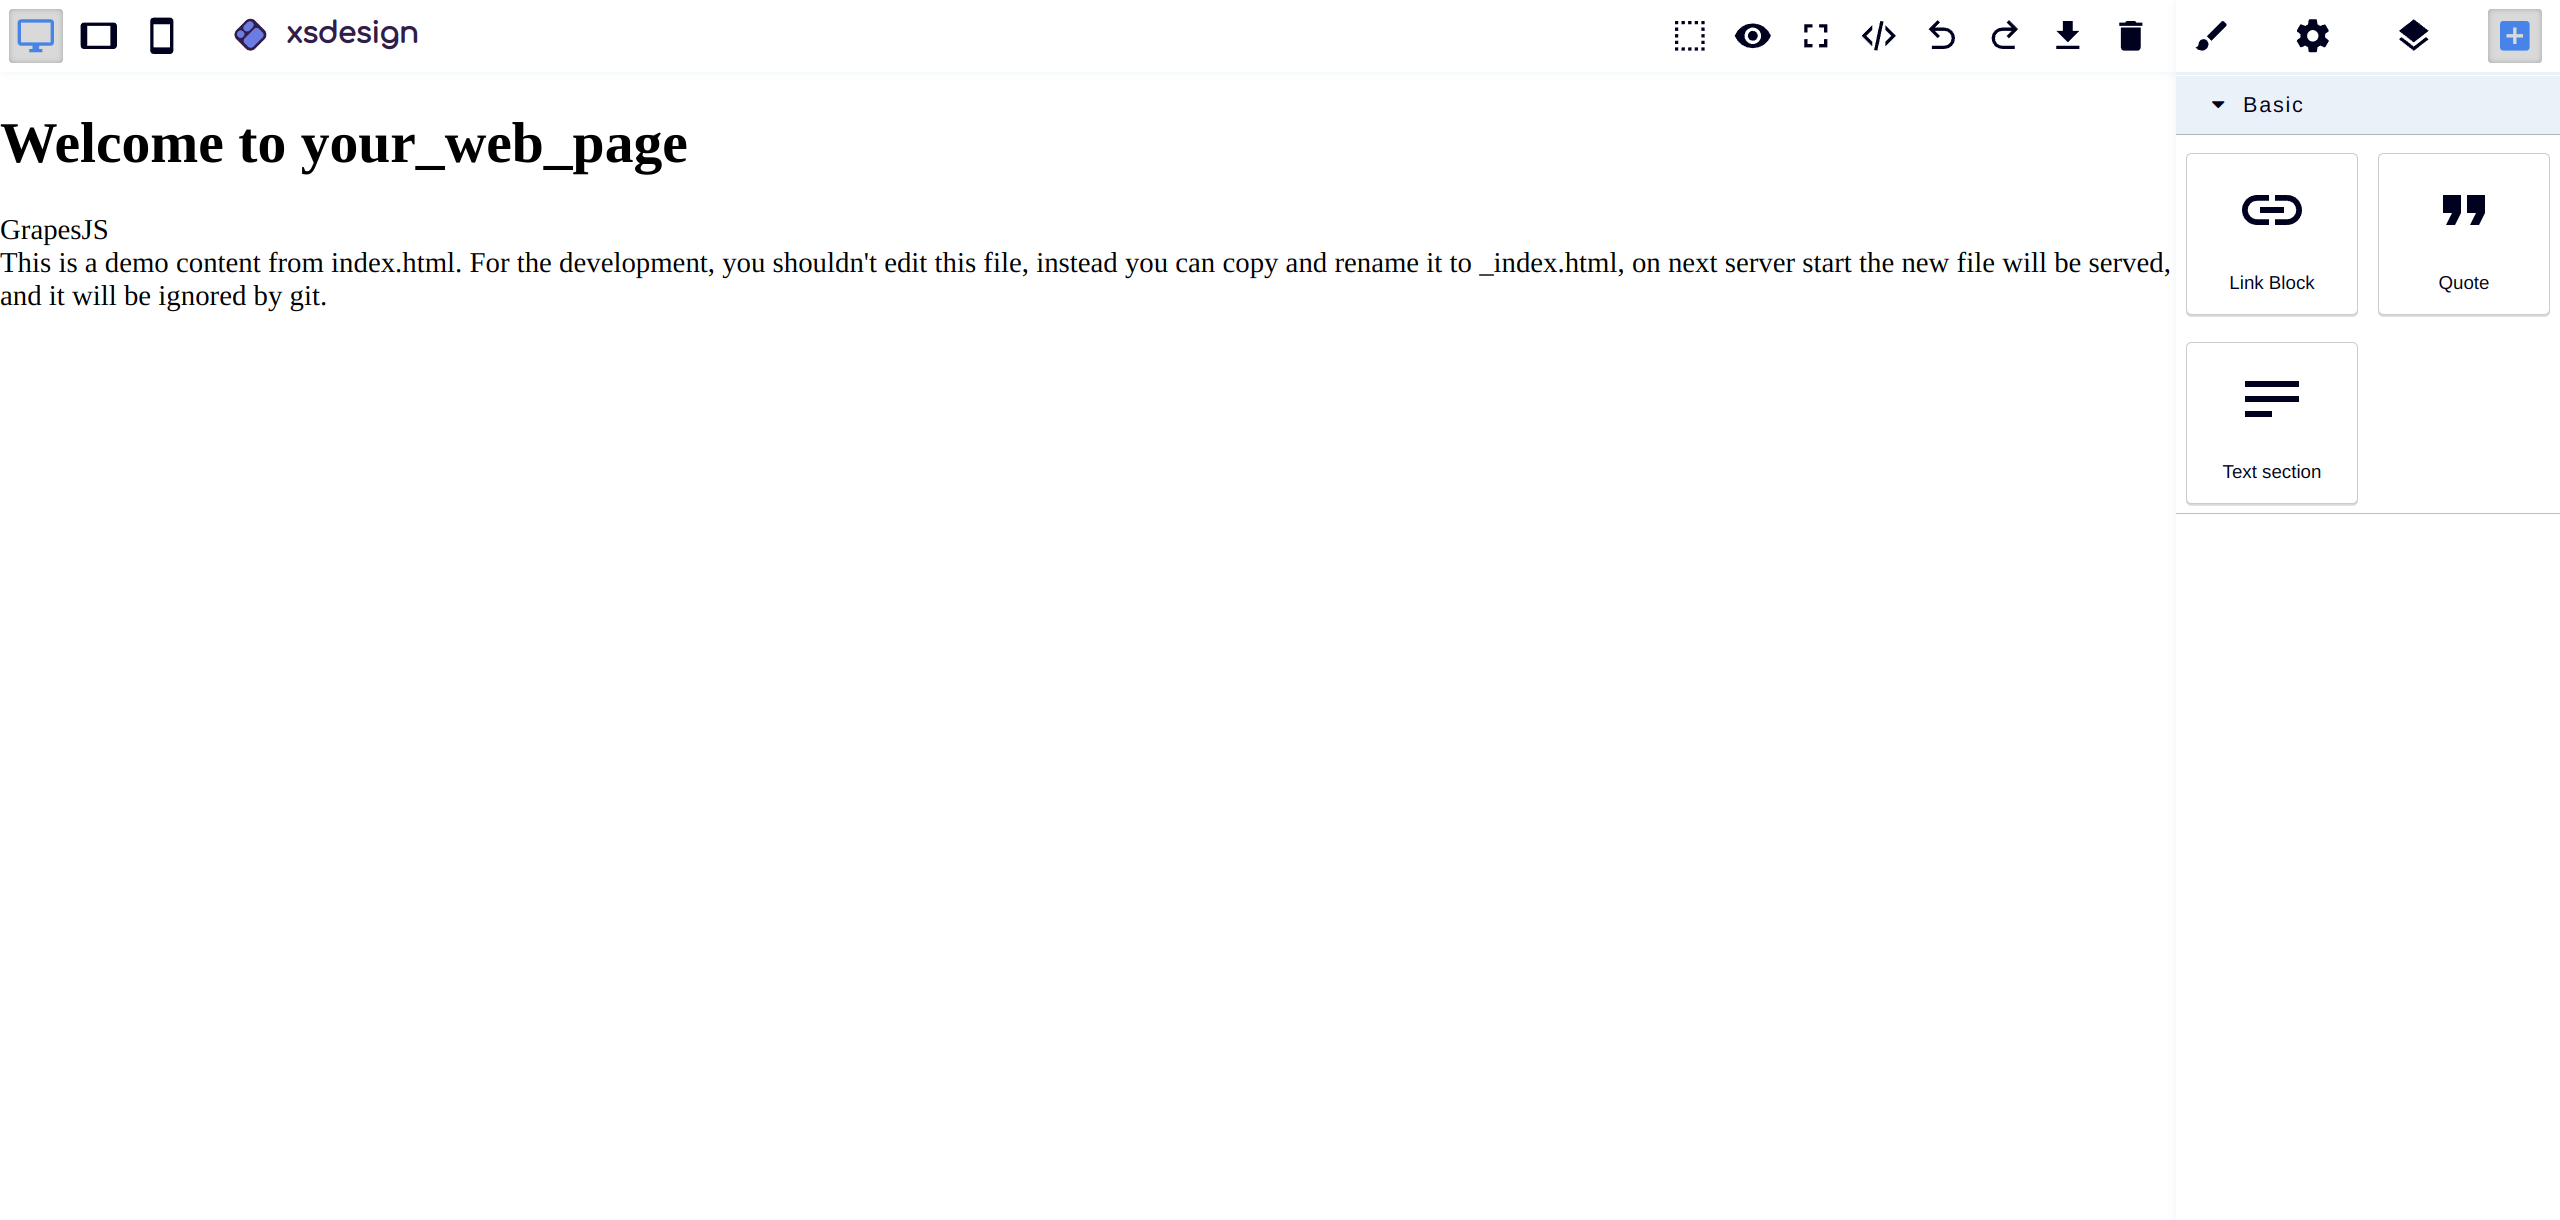 xsdesign
Basic
Welcome to your_web_page
GrapesJS
This is a demo content from index.html. For the development, you shouldn't edit this file, instead you can copy and rename it to _index.html, on next server start the new file will be served,
and it will be ignored by git.
Link Block
Quote
Text section